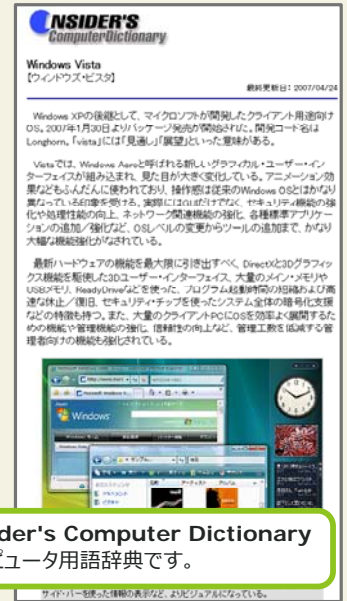 INSIDER'S
ComputerDictionary
Windows Vista
【ウィンドウズ・ビスタ】
最終更新日：2007/04/24
Windows XPの後継として、マイクロソフトが開発したクライアント用途向け
OS。2007年1月30日よりパッケージ発売が開始された。開発コード名は
Longhorn。「vista」には「見通し」「展望」といった意味がある。
Vistaでは、Windows Aeroと呼ばれる新しいグラフィカル・ユーザー・イン
ターフェイスが組み込まれ、見た目が大きく変化している。アニメーション効
果などもふんだんに使われており、操作感は従来のWindows OSとはかなり
異なっている印象を受ける。実際にはGUIだけでなく、セキュリティ機能の強
化や処理性能の向上、ネットワーク関連機能の強化、各種標準アプリケー
ションの追加／強化など、OSレベルの変更からツールの追加まで、かなり
大幅な機能強化がなされている。
最新ハードウェアの機能を最大限に引き出すべく、DirectXと3Dグラフィッ
クス機能を駆使した3Dユーザー・インターフェイス、大量のメイン・メモリや
USBメモリ、ReadyDriveなどを使った、プログラム起動時間の短縮および高
速な休止／復旧、セキュリティ・チップを使ったシステム全体の暗号化支援
などの特徴も持つ。また、大量のクライアントPCにOSを効率よく展開するた
めの機能や管理機能の強化、信頼性の向上など、管理工数を低減する管
理者向けの機能も強化されている。
Windows
der's Computer Dictionary
ピュータ用語辞典です。
サイド・バーを使った情報の表示など、よりビジュアルになっている。